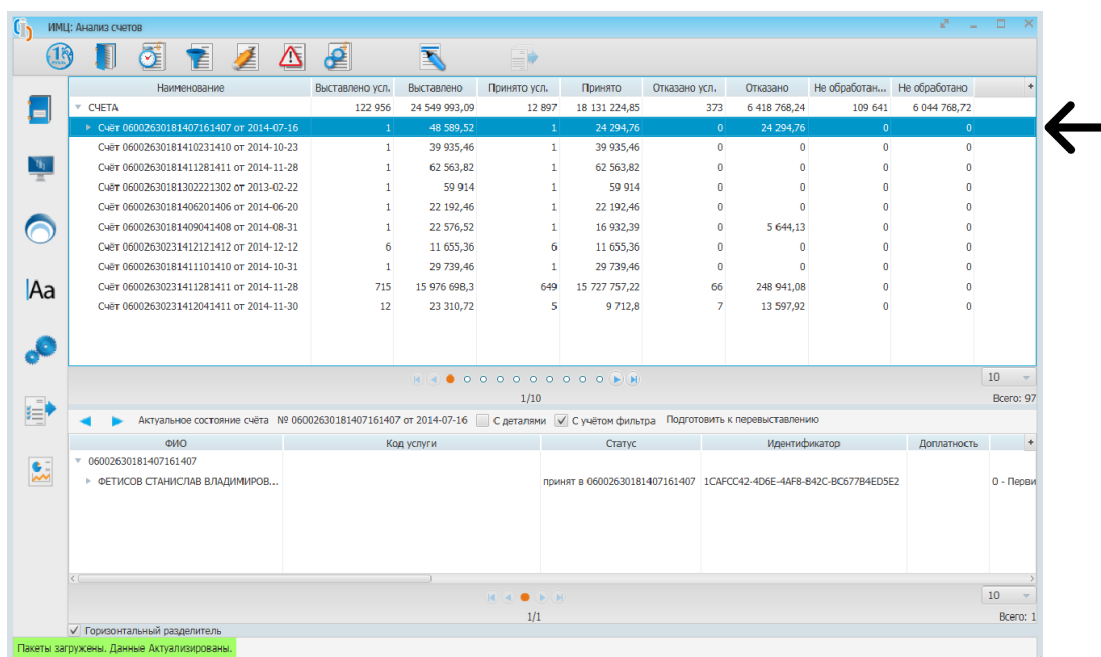 ИМЦ: Анализ счетов
Наименование Выставлено усл. Выставлено Принято усл. Принято Отказано усл. Отказано Не обработан... Не обработано +
СЧЕТА 122 956 24 549 993,09 12 897 18 131 224,85 373 6 418 768,24 109 641 6 044 768,72
Счёт 06002630181407161407 от 2014-07-16 1 48 589,52 1 24 294,76 0 24 294,76 0 0
Счёт 06002630181410231410 от 2014-10-23 1 39 935,46 1 39 935,46 0 0 0 0
Счёт 06002630181411281411 от 2014-11-28 1 62 563,82 1 62 563,82 0 0 0 0
Счёт 06002630181302221302 от 2013-02-22 1 59 914 1 59 914 0 0 0 0
Счёт 06002630181406201406 от 2014-06-20 1 22 192,46 1 22 192,46 0 0 0 0
Счёт 06002630181409041408 от 2014-08-31 1 22 576,52 1 16 932,39 0 5 644,13 0 0
Счёт 06002630231412121412 от 2014-12-12 6 11 655,36 6 11 655,36 0 0 0 0
Счёт 06002630181411101410 от 2014-10-31 1 29 739,46 1 29 739,46 0 0 0 0
Счёт 06002630231411281411 от 2014-11-28 715 15 976 698,3 649 15 727 757,22 66 248 941,08 0 0
Счёт 06002630231412041411 от 2014-11-30 12 23 310,72 5 9 712,8 7 13 597,92 0 0
Aa
10
1/10 Всего: 97
Актуальное состояние счёта № 06002630181407161407 от 2014-07-16 С деталями С учётом фильтра Подготовить к перевыставлению
ФИО Код услуги Статус Идентификатор Доплатность +
06002630181407161407
ФЕТИСОВ СТАНИСЛАВ ВЛАДИМИРОВ... принят в 06002630181407161407 1CAFCC42-4D6E-4AF8-B42C-BC677B4ED5E2 0 - Перви
10
1/1 Всего: 1
Горизонтальный разделитель
Пакеты загружены. Данные Актуализированы.